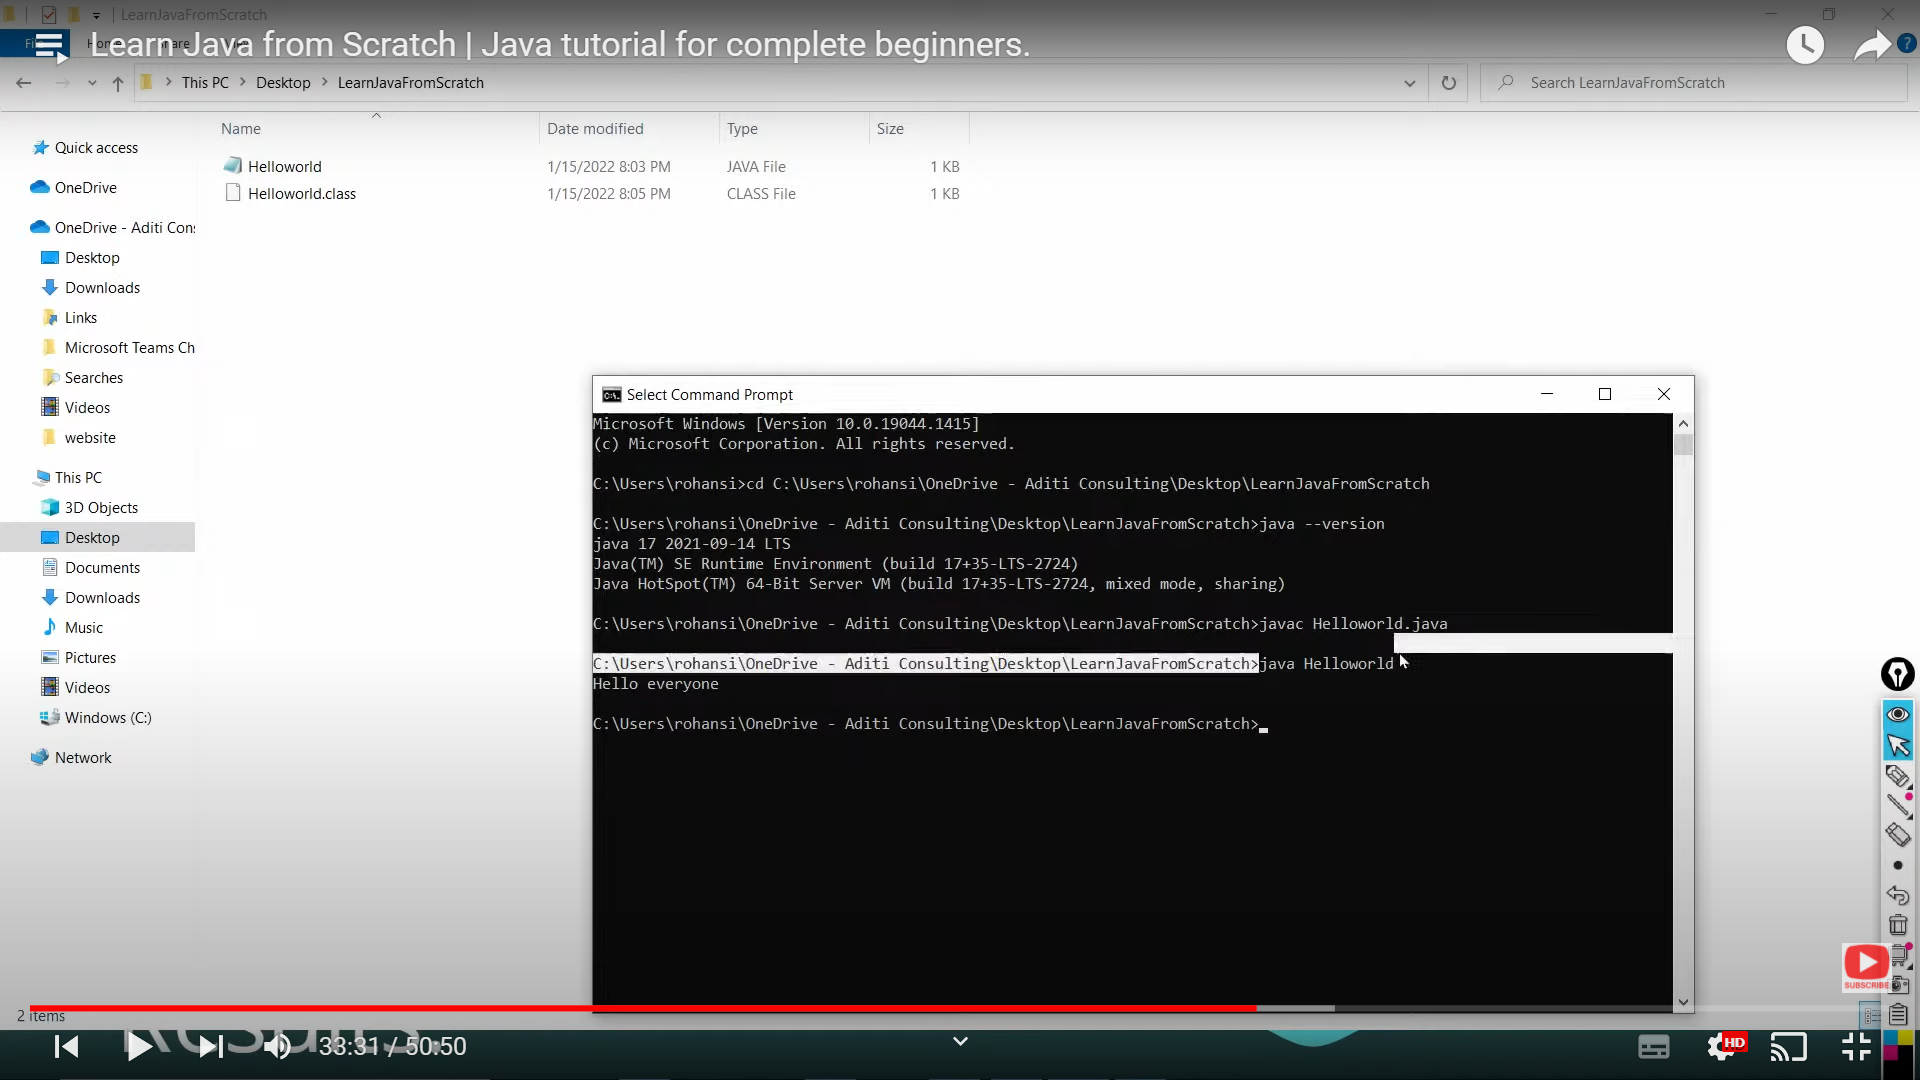 LearnJavaFromScratch
Learn Java from Scratch | Java tutorial for complete beginners.
This PC > Desktop > LearnJavaFromScratch
Search LearnJavaFromScratch
Name Date modified Type Size
Helloworld 1/15/2022 8:03 PM JAVA File 1 KB
Helloworld.class 1/15/2022 8:05 PM CLASS File 1 KB
Quick access
OneDrive
OneDrive - Aditi Con
Desktop
Downloads
Links
Microsoft Teams Ch
Searches
Videos
website
This PC
3D Objects
Desktop
Documents
Downloads
Music
Pictures
Videos
Windows (C:)
Network
Select Command Prompt
Microsoft Windows [Version 10.0.19044.1415]
(c) Microsoft Corporation. All rights reserved.
C:\Users\rohansi>cd C:\Users\rohansi\OneDrive - Aditi Consulting\Desktop\LearnJavaFromScratch
C:\Users\rohansi\OneDrive - Aditi Consulting\Desktop\LearnJavaFromScratch>java --version
java 17 2021-09-14 LTS
Java(TM) SE Runtime Environment (build 17+35-LTS-2724)
Java HotSpot(TM) 64-Bit Server VM (build 17+35-LTS-2724, mixed mode, sharing)
C:\Users\rohansi\OneDrive - Aditi Consulting\Desktop\LearnJavaFromScratch>javac Helloworld.java
C:\Users\rohansi\OneDrive - Aditi Consulting\Desktop\LearnJavaFromScratch>java Helloworld
Hello everyone
C:\Users\rohansi\OneDrive - Aditi Consulting\Desktop\LearnJavaFromScratch>
SUBSCRIBE
2 items
33:31 / 50:50
HD